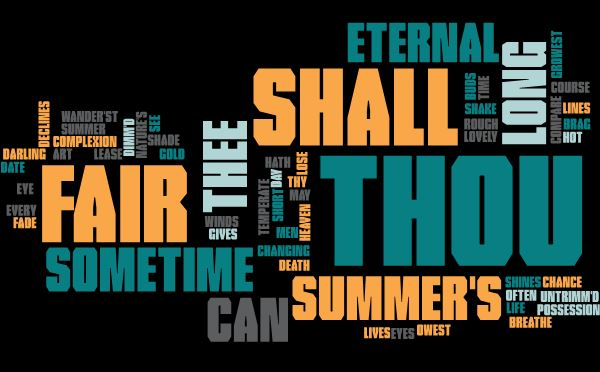 ETERNAL
SHALL
LONG
GROWEST
BUDS
TIME
COURSE
SHAKE
ROUGH
LOVELY
COMPARE
LINES
BRAG
HOT
DECLINES
WANDER'ST
SUMMER
COMPLEXION
DIMM'D
NATURE'S
SEE
SHADE
DARLING
ART
LEASE
GOLD
DATE
THEE
EYE
EVERY
FADE
FAIR
WINDS
GIVES
HATH
LOSE
DAY
THY
TEMPERATE
SHORT
MAY
MEN
HEAVEN
CHANGING
DEATH
THOU
SOMETIME
SUMMER'S
CAN
SHINES
CHANCE
OFTEN
UNTRIMM'D
LIFE
POSSESSION
BREATHE
LIVES
EYES
OWEST